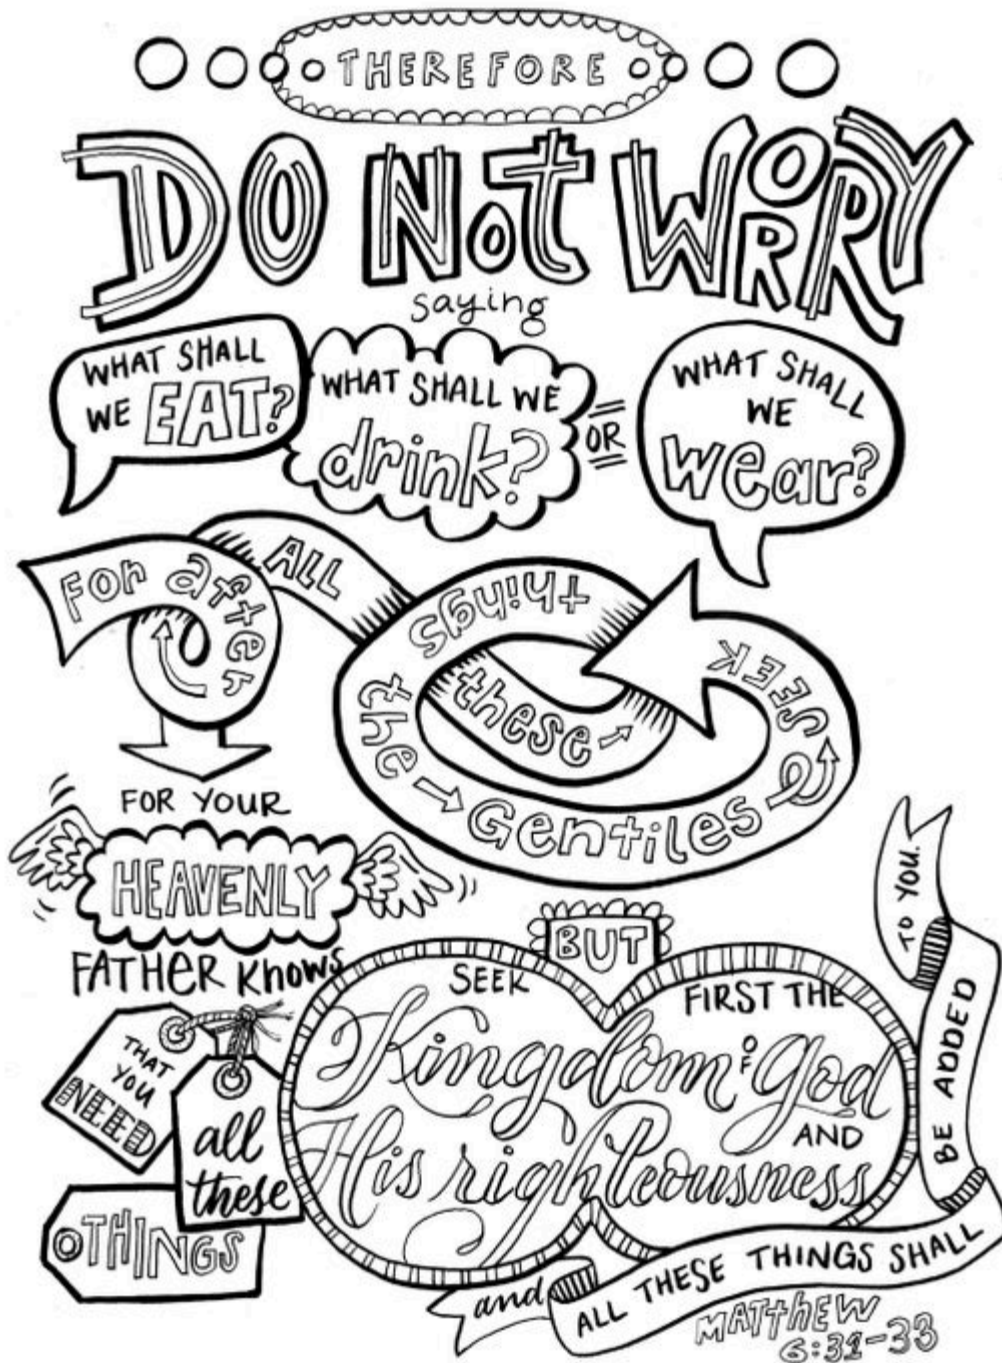 THEREFORE
DO NOt WORRY
saying
WHAT SHALL
WE EAT?
WHAT SHALL WE
drink?
OR
WHAT SHALL
WE
wear?
For after ALL these things the Gentiles SEEK
FOR YOUR
HEAVENLY
FATHER KNOWS
THAT
YOU
NEED
all
these
THINGS
BUT
SEEK FIRST THE
Kingdom OF God
AND
His righteousness
and ALL THESE THINGS SHALL
BE ADDED
TO YOU.
MATThEW
6:31-33